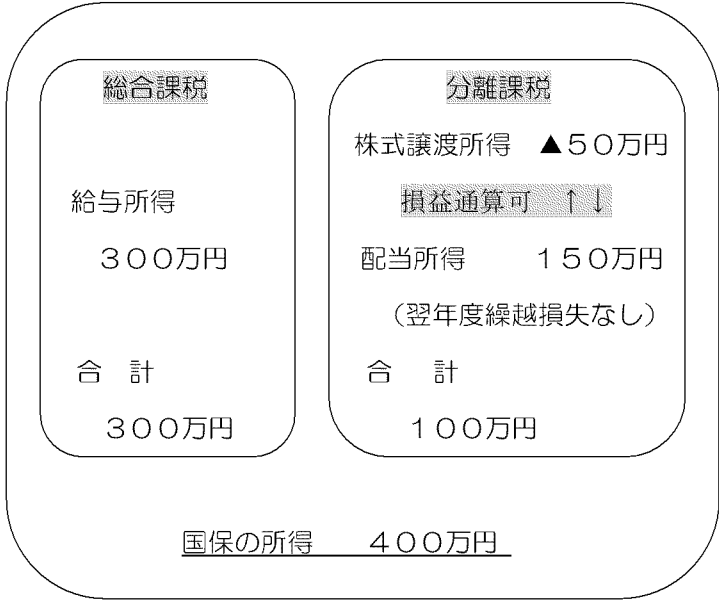 総合課税
給与所得
３００万円
合　計
３００万円
分離課税
株式譲渡所得　▲５０万円
損益通算可　↑↓
配当所得　　１５０万円
（翌年度繰越損失なし）
合　　計
１００万円
国保の所得　　４００万円